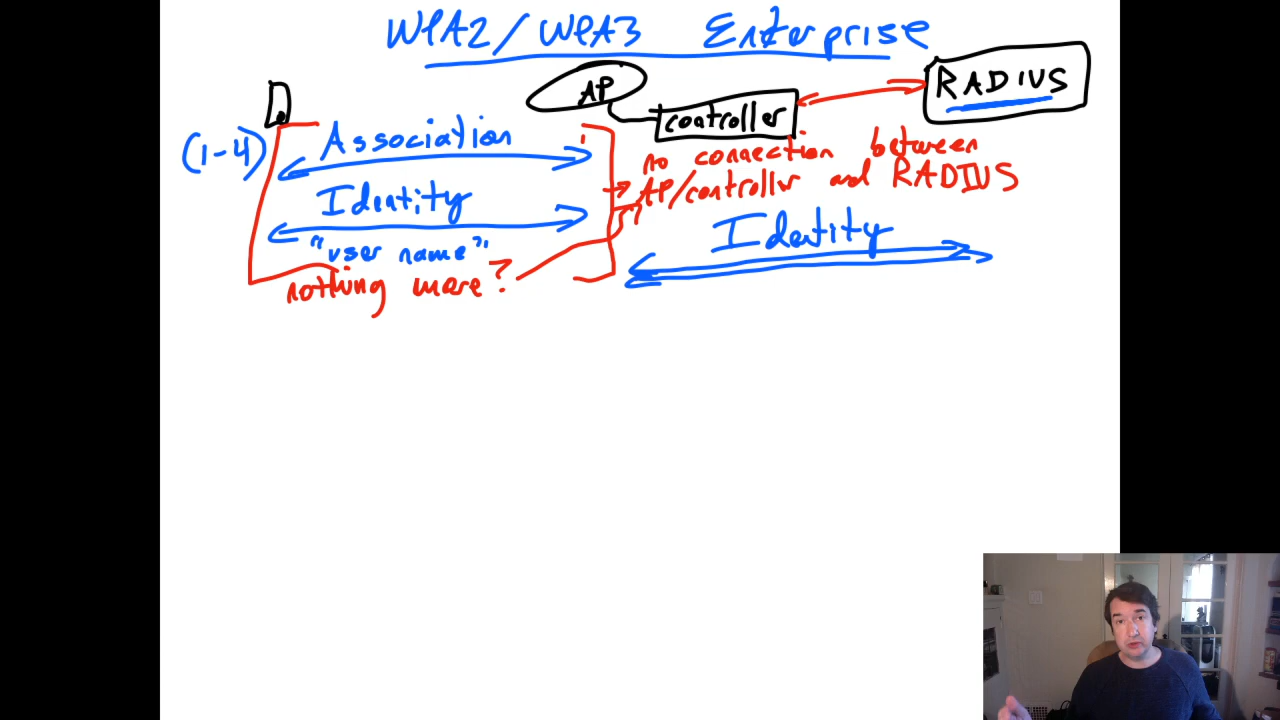 WPA2/WPA3 Enterprise
AP
controller
RADIUS
(1-4)
Association
no connection between
AP/controller and RADIUS
Identity
"user name"
nothing more?
Identity